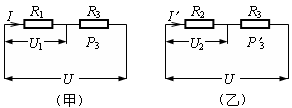 I R₁ R₃
U₁ P₃
U
(甲)
I′ R₂ R₃
U₂ P′₃
U
(乙)